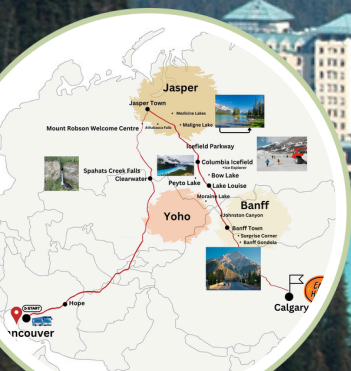 Jasper
Jasper Town
Medicine Lakes
Maligne Lake
Athabasca Falls
Mount Robson Welcome Centre
Icefield Parkway
Columbia Icefield
Ice Explorer
Spahats Creek Falls
Clearwater
Bow Lake
Peyto Lake
Lake Louise
Moraine Lake
Yoho
Banff
Johnston Canyon
Banff Town
Surprise Corner
Banff Gondola
Calgary
Hope
START
ncouver